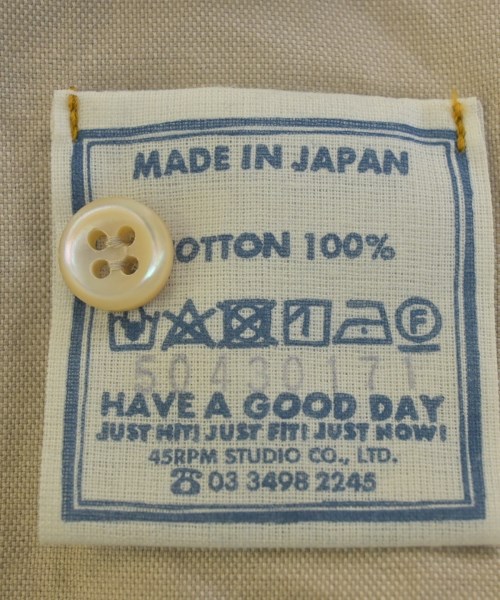 MADE IN JAPAN
COTTON 100%
F
50430171
HAVE A GOOD DAY
JUST HIT! JUST FIT! JUST NOW!
45RPM STUDIO CO., LTD.
☎ 03 3498 2245